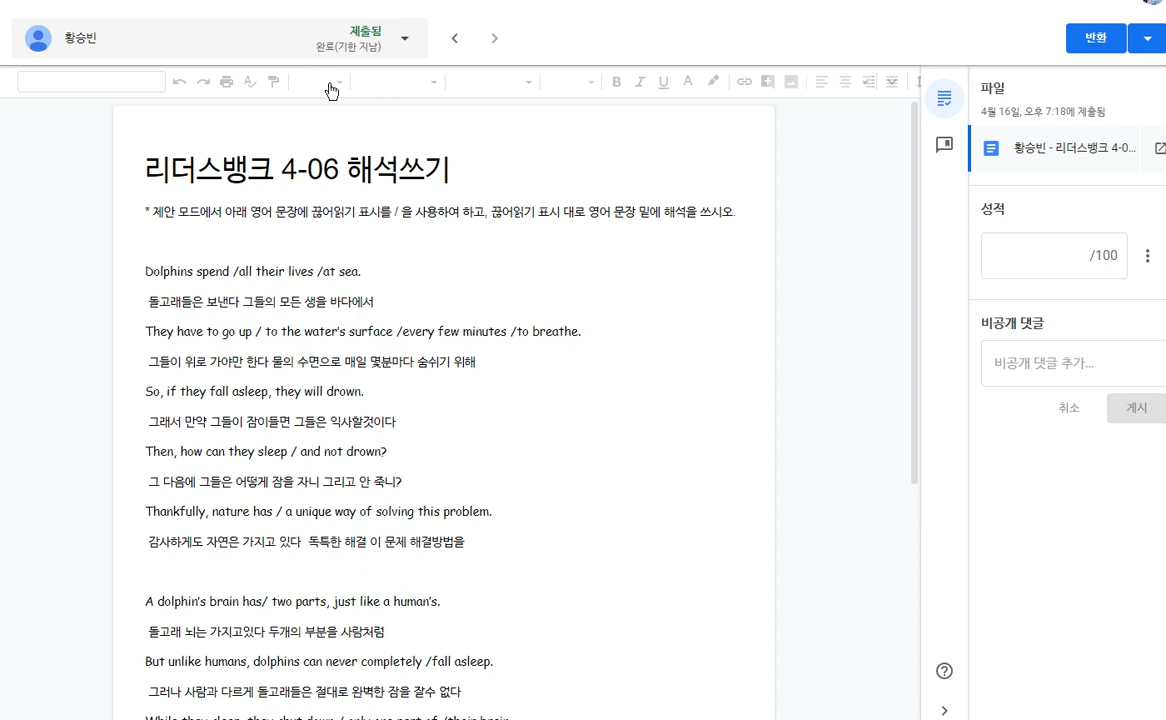 황승빈
제출됨
완료(기한 지남)
반환
파일
4월 16일, 오후 7:18에 제출됨
황승빈 - 리더스뱅크 4-0...
성적
/100
비공개 댓글
비공개 댓글 추가...
취소
게시
리더스뱅크 4-06 해석쓰기
* 제안 모드에서 아래 영어 문장에 끊어읽기 표시를 / 을 사용하여 하고, 끊어읽기 표시 대로 영어 문장 밑에 해석을 쓰시오.
Dolphins spend /all their lives /at sea.
돌고래들은 보낸다 그들의 모든 생을 바다에서
They have to go up / to the water's surface /every few minutes /to breathe.
그들이 위로 가야만 한다 물의 수면으로 매일 몇분마다 숨쉬기 위해
So, if they fall asleep, they will drown.
그래서 만약 그들이 잠이들면 그들은 익사할것이다
Then, how can they sleep / and not drown?
그 다음에 그들은 어떻게 잠을 자니 그리고 안 죽니?
Thankfully, nature has / a unique way of solving this problem.
감사하게도 자연은 가지고 있다  독특한 해결 이 문제 해결방법을
A dolphin's brain has/ two parts, just like a human's.
돌고래 뇌는 가지고있다 두개의 부분을 사람처럼
But unlike humans, dolphins can never completely /fall asleep.
그러나 사람과 다르게 돌고래들은 절대로 완벽한 잠을 잘수 없다
While they sleep, they shut down / only one part of /their brain